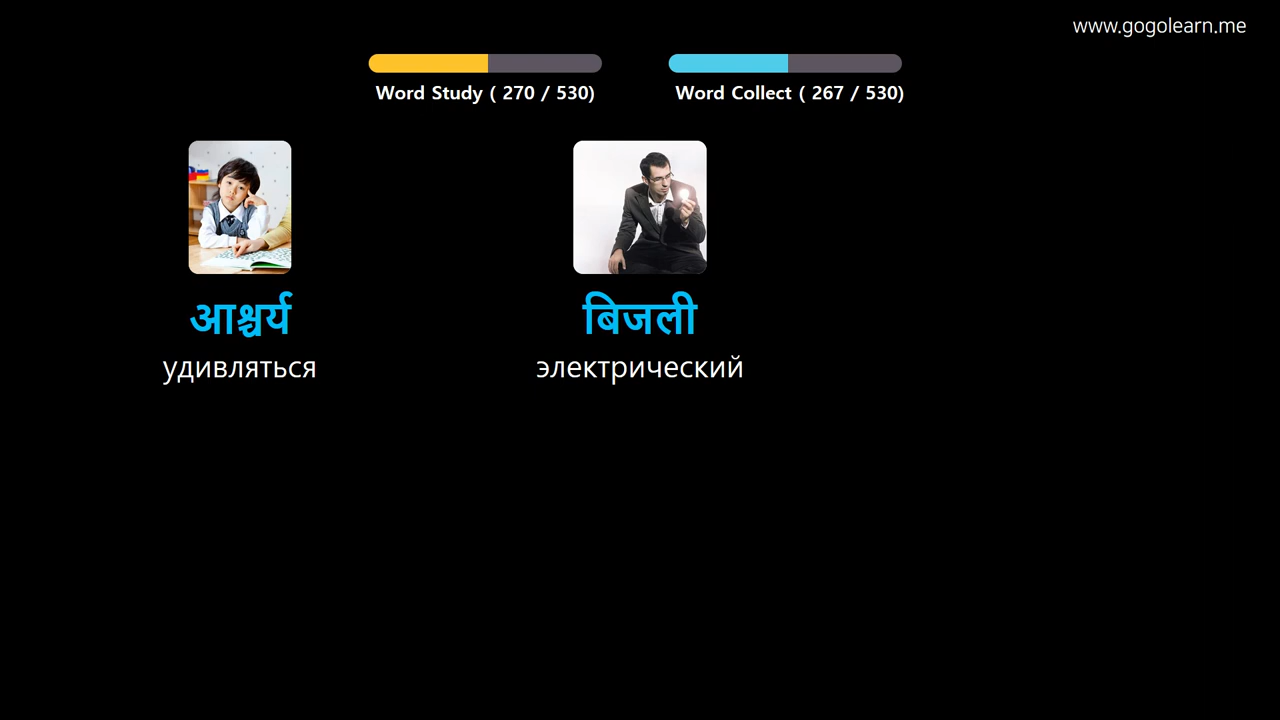 www.gogolearn.me
Word Study ( 270 / 530)
Word Collect ( 267 / 530)
आश्चर्य
удивляться
बिजली
электрический